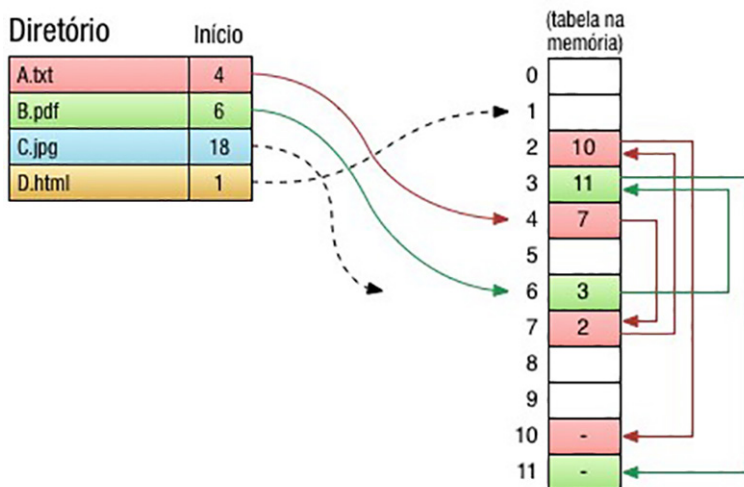 Diretório Início
A.txt 4
B.pdf 6
C.jpg 18
D.html 1
(tabela na
memória)
0
1
2 10
3 11
4 7
5
6 3
7 2
8
9
10 -
11 -